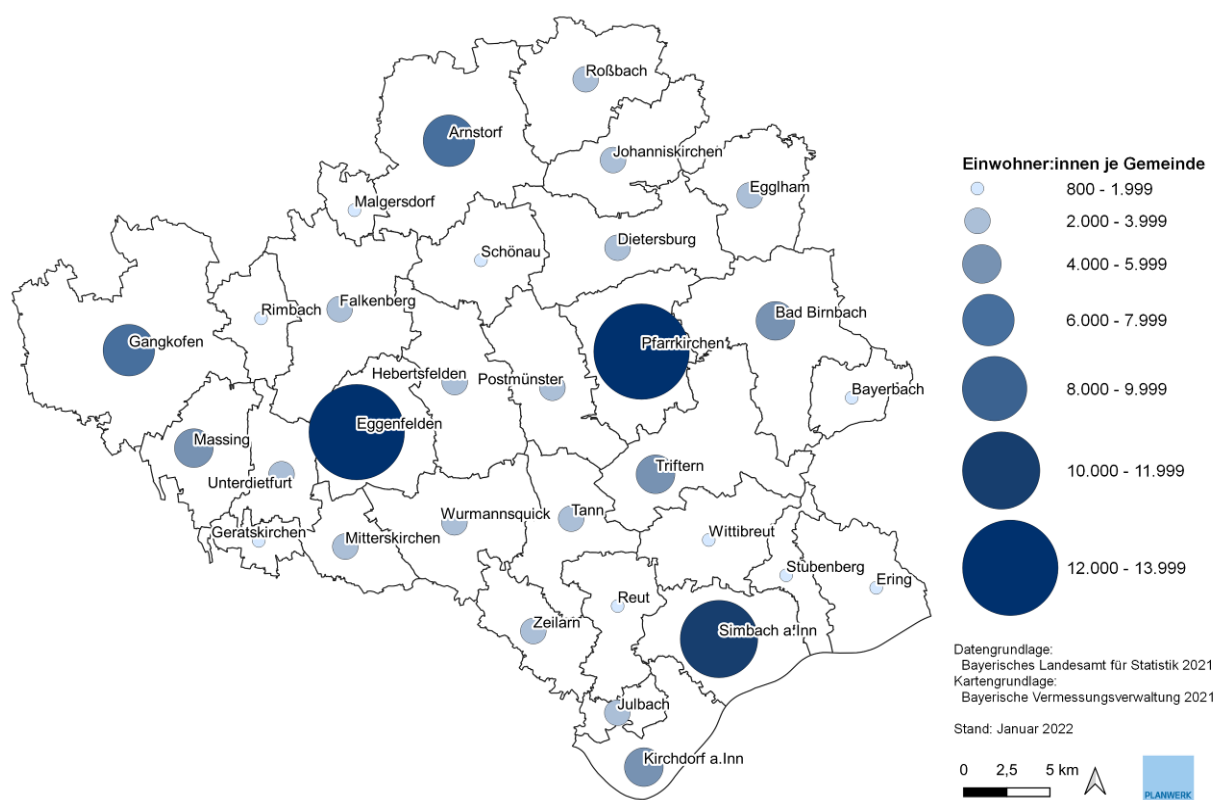 Roßbach
Arnstorf
Johanniskirchen
Egglham
Malgersdorf
Dietersburg
Schönau
Falkenberg
Rimbach
Bad Birnbach
Gangkofen
Pfarrkirchen
Hebertsfelden
Postmünster
Bayerbach
Eggenfelden
Massing
Triftern
Unterdietfurt
Wurmannsquick
Tann
Geratskirchen
Mitterskirchen
Wittibreut
Stubenberg
Ering
Reut
Zeilarn
Simbach a.Inn
Julbach
Kirchdorf a.Inn
Einwohner:innen je Gemeinde
800 - 1.999
2.000 - 3.999
4.000 - 5.999
6.000 - 7.999
8.000 - 9.999
10.000 - 11.999
12.000 - 13.999
Datengrundlage:
Bayerisches Landesamt für Statistik 2021
Kartengrundlage:
Bayerische Vermessungsverwaltung 2021
Stand: Januar 2022
0 2,5 5 km
PLANWERK